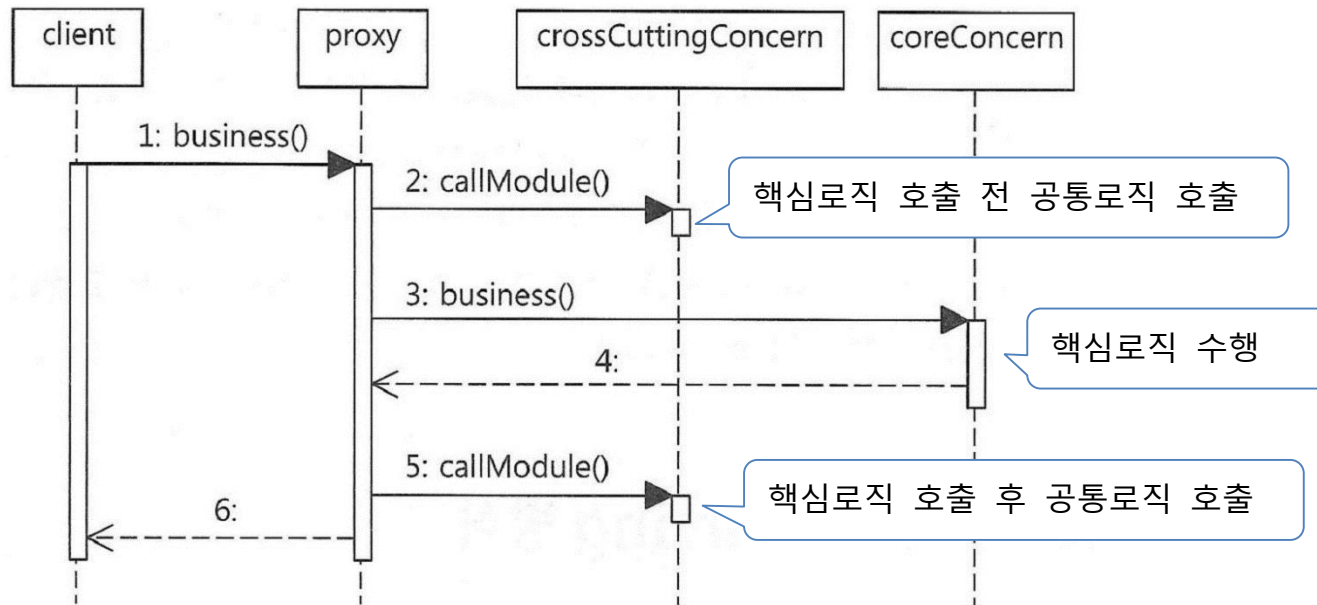 client
proxy
crossCuttingConcern
coreConcern
1: business()
2: callModule()
핵심로직 호출 전 공통로직 호출
3: business()
핵심로직 수행
4:
5: callModule()
핵심로직 호출 후 공통로직 호출
6: